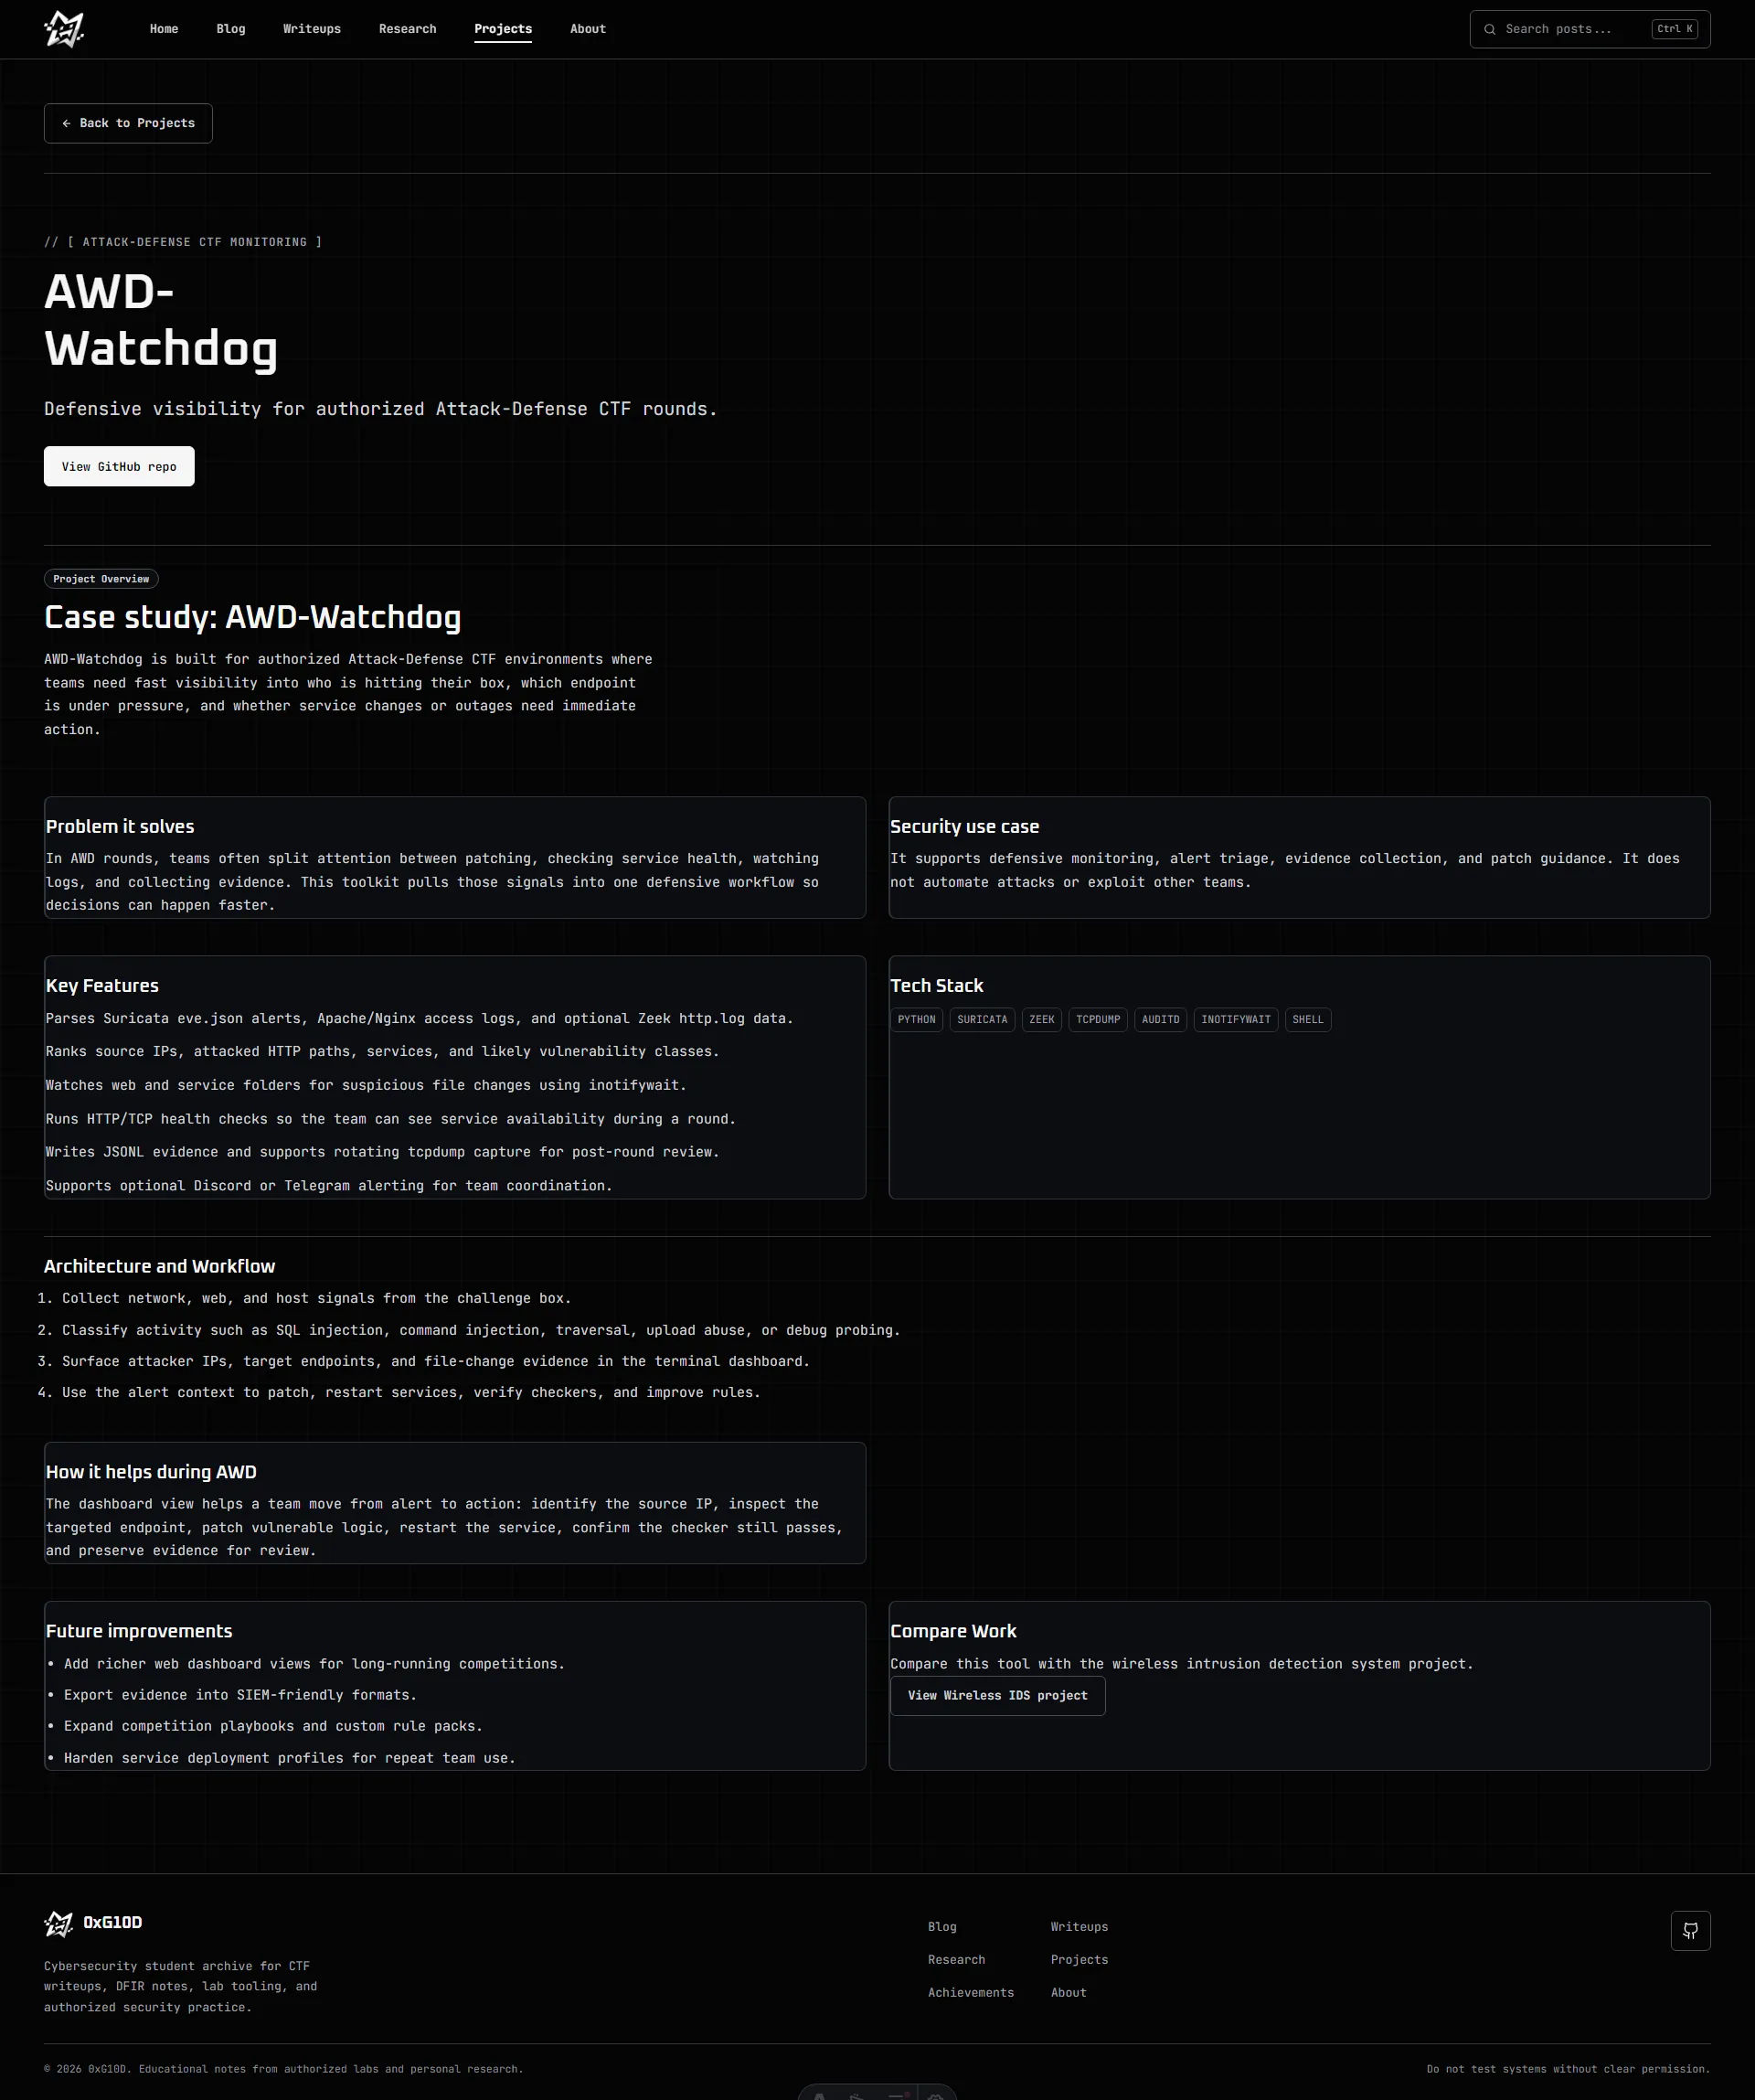 Home Blog Writeups Research Projects About Search posts... Ctrl K
← Back to Projects
// [ ATTACK-DEFENSE CTF MONITORING ]
AWD-
Watchdog
Defensive visibility for authorized Attack-Defense CTF rounds.
View GitHub repo
Project Overview
Case study: AWD-Watchdog
AWD-Watchdog is built for authorized Attack-Defense CTF environments where
teams need fast visibility into who is hitting their box, which endpoint
is under pressure, and whether service changes or outages need immediate
action.
Problem it solves
In AWD rounds, teams often split attention between patching, checking service health, watching
logs, and collecting evidence. This toolkit pulls those signals into one defensive workflow so
decisions can happen faster.
Security use case
It supports defensive monitoring, alert triage, evidence collection, and patch guidance. It does
not automate attacks or exploit other teams.
Key Features
Parses Suricata eve.json alerts, Apache/Nginx access logs, and optional Zeek http.log data.
Ranks source IPs, attacked HTTP paths, services, and likely vulnerability classes.
Watches web and service folders for suspicious file changes using inotifywait.
Runs HTTP/TCP health checks so the team can see service availability during a round.
Writes JSONL evidence and supports rotating tcpdump capture for post-round review.
Supports optional Discord or Telegram alerting for team coordination.
Tech Stack
PYTHON SURICATA ZEEK TCPDUMP AUDITD INOTIFYWAIT SHELL
Architecture and Workflow
1. Collect network, web, and host signals from the challenge box.
2. Classify activity such as SQL injection, command injection, traversal, upload abuse, or debug probing.
3. Surface attacker IPs, target endpoints, and file-change evidence in the terminal dashboard.
4. Use the alert context to patch, restart services, verify checkers, and improve rules.
How it helps during AWD
The dashboard view helps a team move from alert to action: identify the source IP, inspect the
targeted endpoint, patch vulnerable logic, restart the service, confirm the checker still passes,
and preserve evidence for review.
Future improvements
• Add richer web dashboard views for long-running competitions.
• Export evidence into SIEM-friendly formats.
• Expand competition playbooks and custom rule packs.
• Harden service deployment profiles for repeat team use.
Compare Work
Compare this tool with the wireless intrusion detection system project.
View Wireless IDS project
0xG10D
Cybersecurity student archive for CTF
writeups, DFIR notes, lab tooling, and
authorized security practice.
Blog Writeups
Research Projects
Achievements About
© 2026 0xG10D. Educational notes from authorized labs and personal research.
Do not test systems without clear permission.